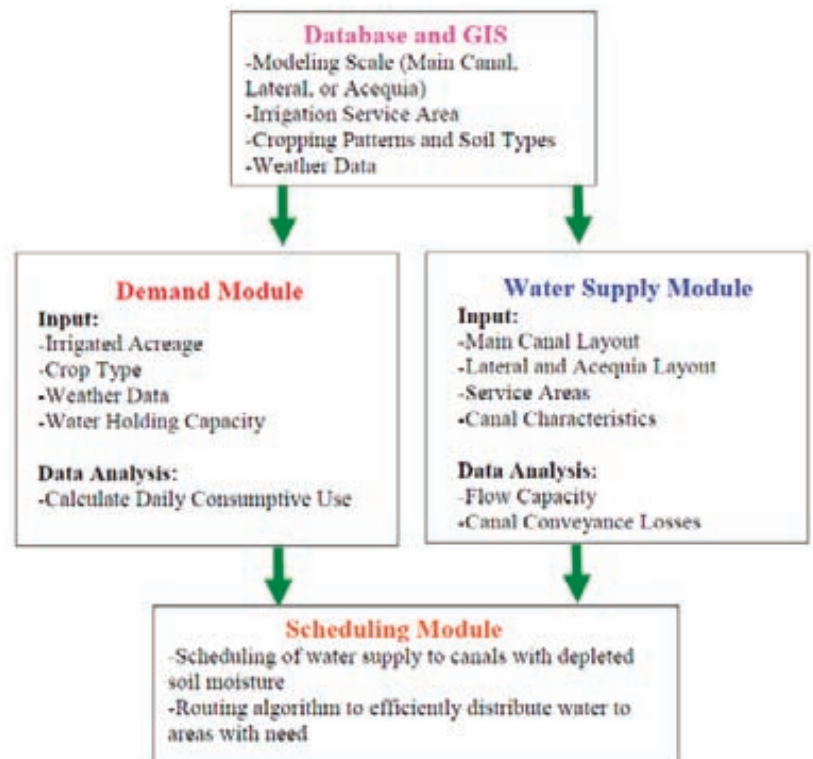 Database and GIS
-Modeling Scale (Main Canal,
Lateral, or Acequia)
-Irrigation Service Area
-Cropping Patterns and Soil Types
-Weather Data
Demand Module
Input:
-Irrigated Acreage
-Crop Type
-Weather Data
-Water Holding Capacity
Data Analysis:
-Calculate Daily Consumptive Use
Water Supply Module
Input:
-Main Canal Layout
-Lateral and Acequia Layout
-Service Areas
-Canal Characteristics
Data Analysis:
-Flow Capacity
-Canal Conveyance Losses
Scheduling Module
-Scheduling of water supply to canals with depleted
soil moisture
-Routing algorithm to efficiently distribute water to
areas with need